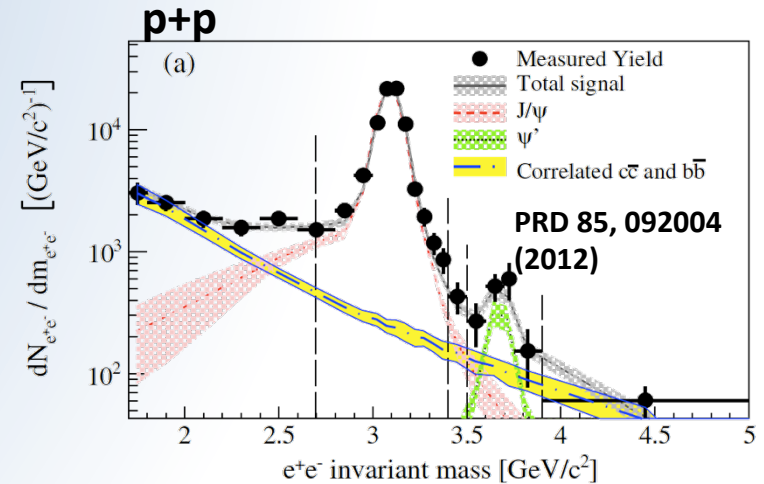 p+p
(a)
Measured Yield
Total signal
J/ψ
ψ'
Correlated cc̅ and bb̅
PRD 85, 092004
(2012)
dN_{e⁺e⁻} / dm_{e⁺e⁻} [(GeV/c²)⁻¹]
10⁴
10³
10²
2 2.5 3 3.5 4 4.5 5
e⁺e⁻ invariant mass [GeV/c²]